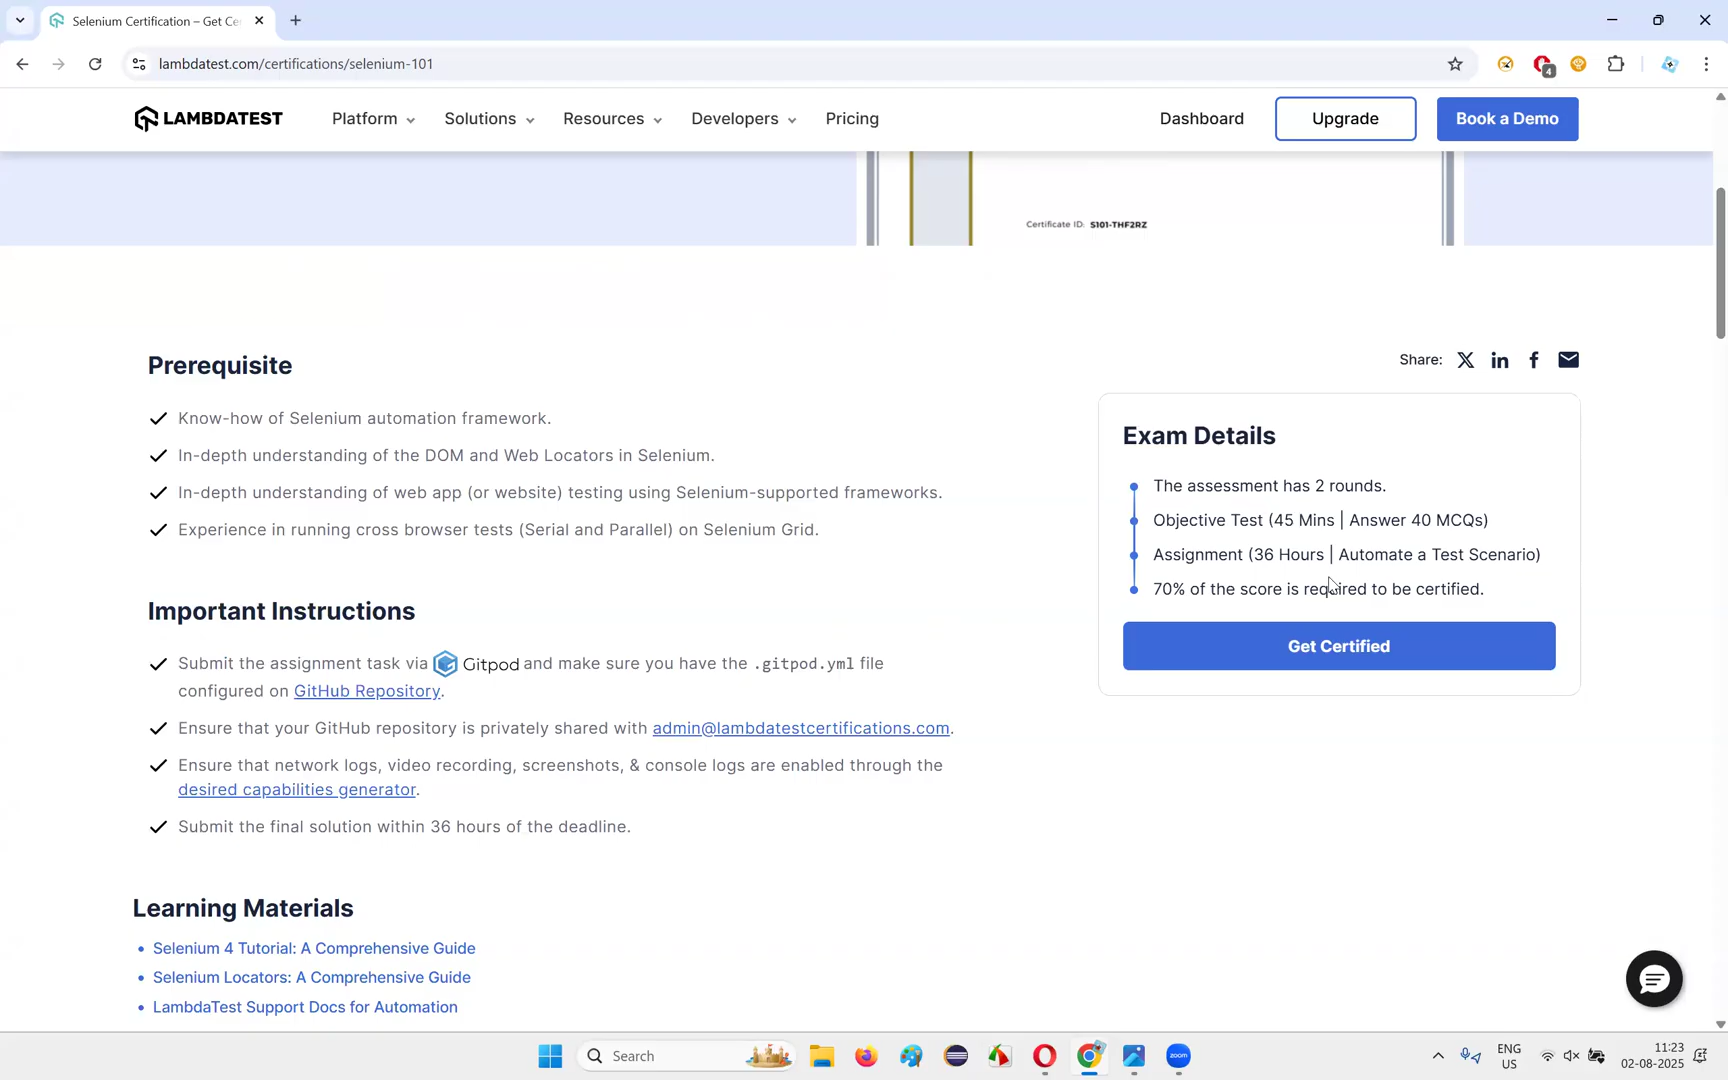 Selenium Certification – Get Ce
lambdatest.com/certifications/selenium-101
4
LAMBDATEST
Platform
Solutions
Resources
Developers
Pricing
Dashboard
Upgrade
Book a Demo
Certificate ID: S101-THF2RZ
Prerequisite
Know-how of Selenium automation framework.
In-depth understanding of the DOM and Web Locators in Selenium.
In-depth understanding of web app (or website) testing using Selenium-supported frameworks.
Experience in running cross browser tests (Serial and Parallel) on Selenium Grid.
Important Instructions
Submit the assignment task via Gitpod and make sure you have the .gitpod.yml file
configured on GitHub Repository.
Ensure that your GitHub repository is privately shared with admin@lambdatestcertifications.com.
Ensure that network logs, video recording, screenshots, & console logs are enabled through the
desired capabilities generator.
Submit the final solution within 36 hours of the deadline.
Learning Materials
Selenium 4 Tutorial: A Comprehensive Guide
Selenium Locators: A Comprehensive Guide
LambdaTest Support Docs for Automation
Share:
Exam Details
The assessment has 2 rounds.
Objective Test (45 Mins | Answer 40 MCQs)
Assignment (36 Hours | Automate a Test Scenario)
70% of the score is required to be certified.
Get Certified
Search
zoom
ENG
US
11:23
02-08-2025